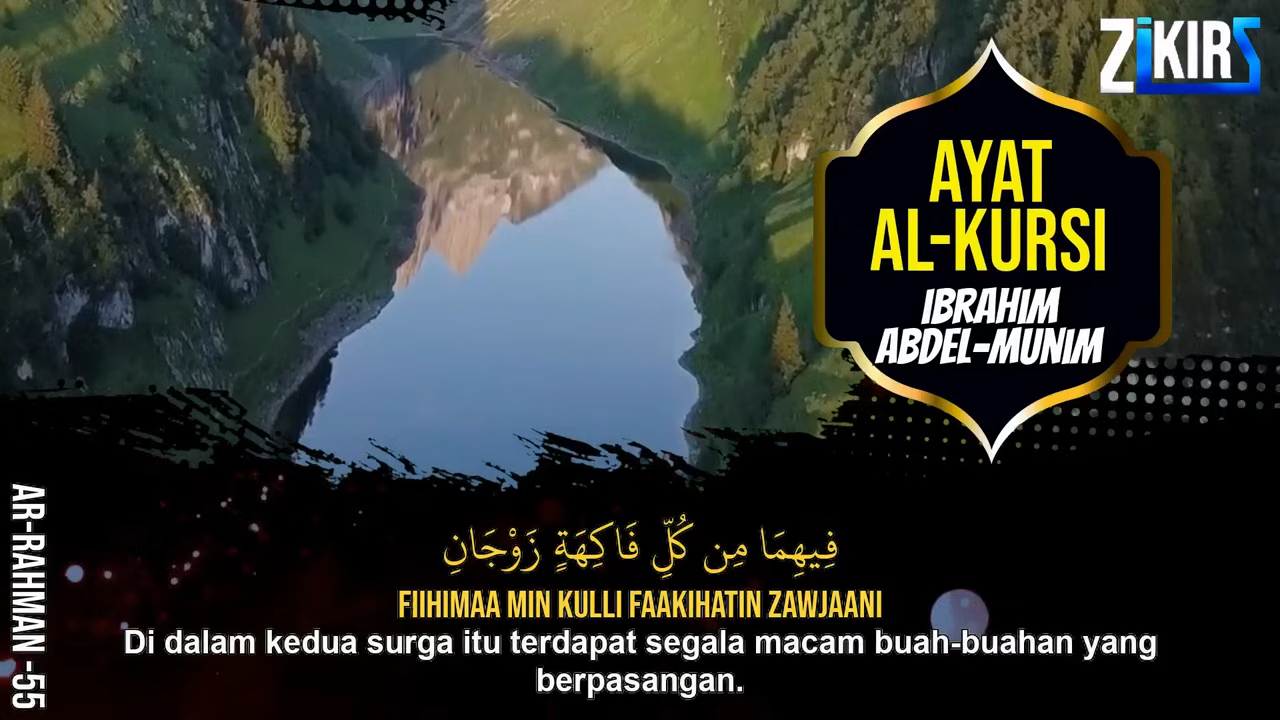 ZiKIRS
AYAT
AL-KURSI
IBRAHIM
ABDEL-MUNIM
AR-RAHMAN -55
فِيهِمَا مِن كُلِّ فَاكِهَةٍ زَوْجَانِ
FIIHIMAA MIN KULLI FAAKIHATIN ZAWJAANI
Di dalam kedua surga itu terdapat segala macam buah-buahan yang
berpasangan.